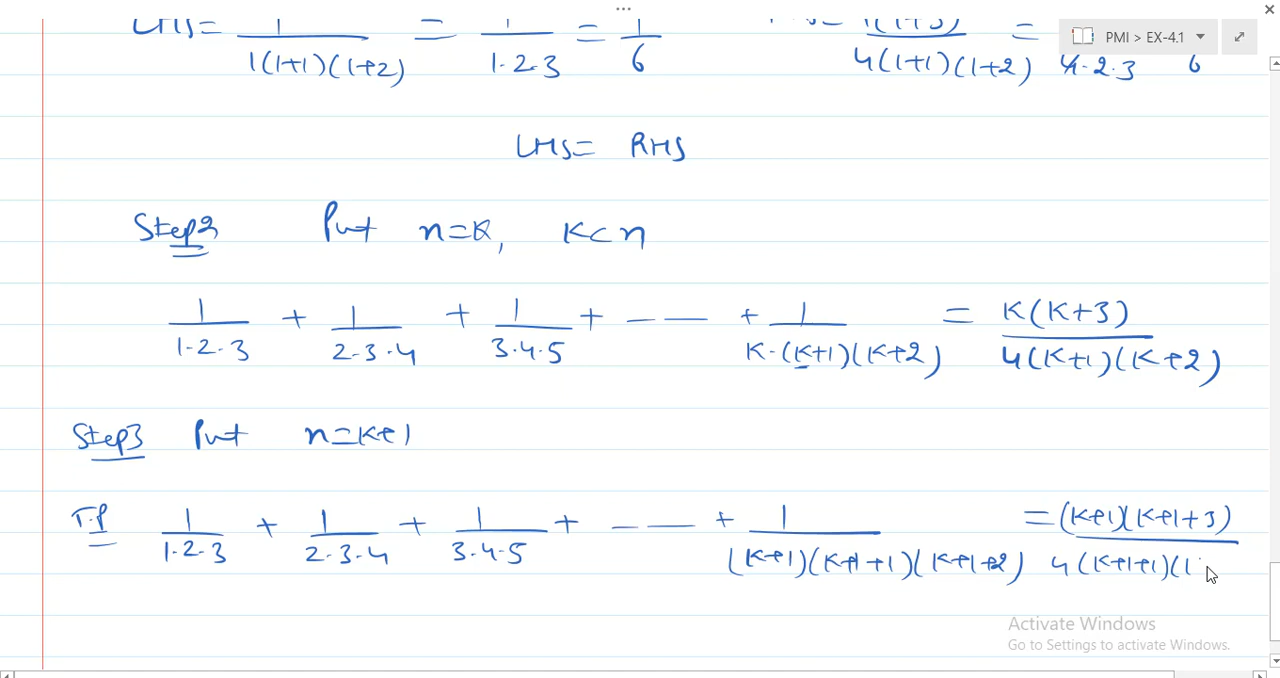 PMI > EX-4.1
LHS = 1/1(1+1)(1+2) = 1/1·2·3 = 1/6 1(1+3)/4(1+1)(1+2) = 4·2·3 6
LHS = RHS
Step2 Put n=K, K<n
1/1·2·3 + 1/2·3·4 + 1/3·4·5 + — — + 1/K·(K+1)(K+2) = K(K+3)/4(K+1)(K+2)
Step3 Put n=K+1
T.P 1/1·2·3 + 1/2·3·4 + 1/3·4·5 + — — + 1/(K+1)(K+1+1)(K+1+2) = (K+1)(K+1+3)/4(K+1+1)(
Activate Windows
Go to Settings to activate Windows.